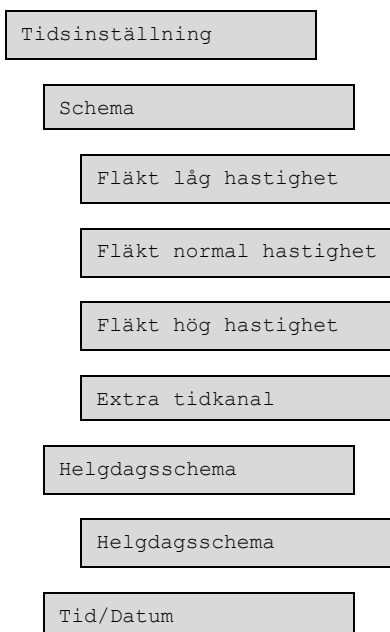 Tidsinställning
Schema
Fläkt låg hastighet
Fläkt normal hastighet
Fläkt hög hastighet
Extra tidkanal
Helgdagsschema
Helgdagsschema
Tid/Datum